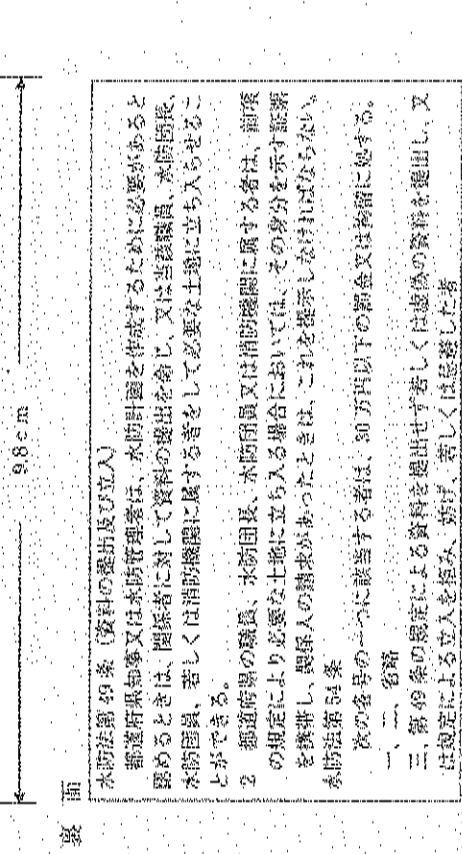 9.8cm
裏面
水防法第49条（資料の提出及び立入）
都道府県知事又は水防管理者は、水防計画を作成するために必要があると
認めるときは、関係者に対して資料の提出を命じ、又は当該職員、水防団長、
水防団員、若しくは消防機関に属する者をして必要な土地に立ち入らせるこ
とができる。
2 都道府県の職員、水防団長、水防団員又は消防機関に属する者は、前項
の規定により必要な土地に立ち入る場合においては、その身分を示す証票
を携帯し、関係人の請求があったときは、これを提示しなければならない。
水防法第54条
次の各号の一つに該当する者は、30万円以下の罰金又は拘留に処する。
一、二、省略
三、第49条の規定による資料を提出せず若しくは虚偽の資料を提出し、又
は規定による立入を拒み、妨げ、若しくは忌避した者